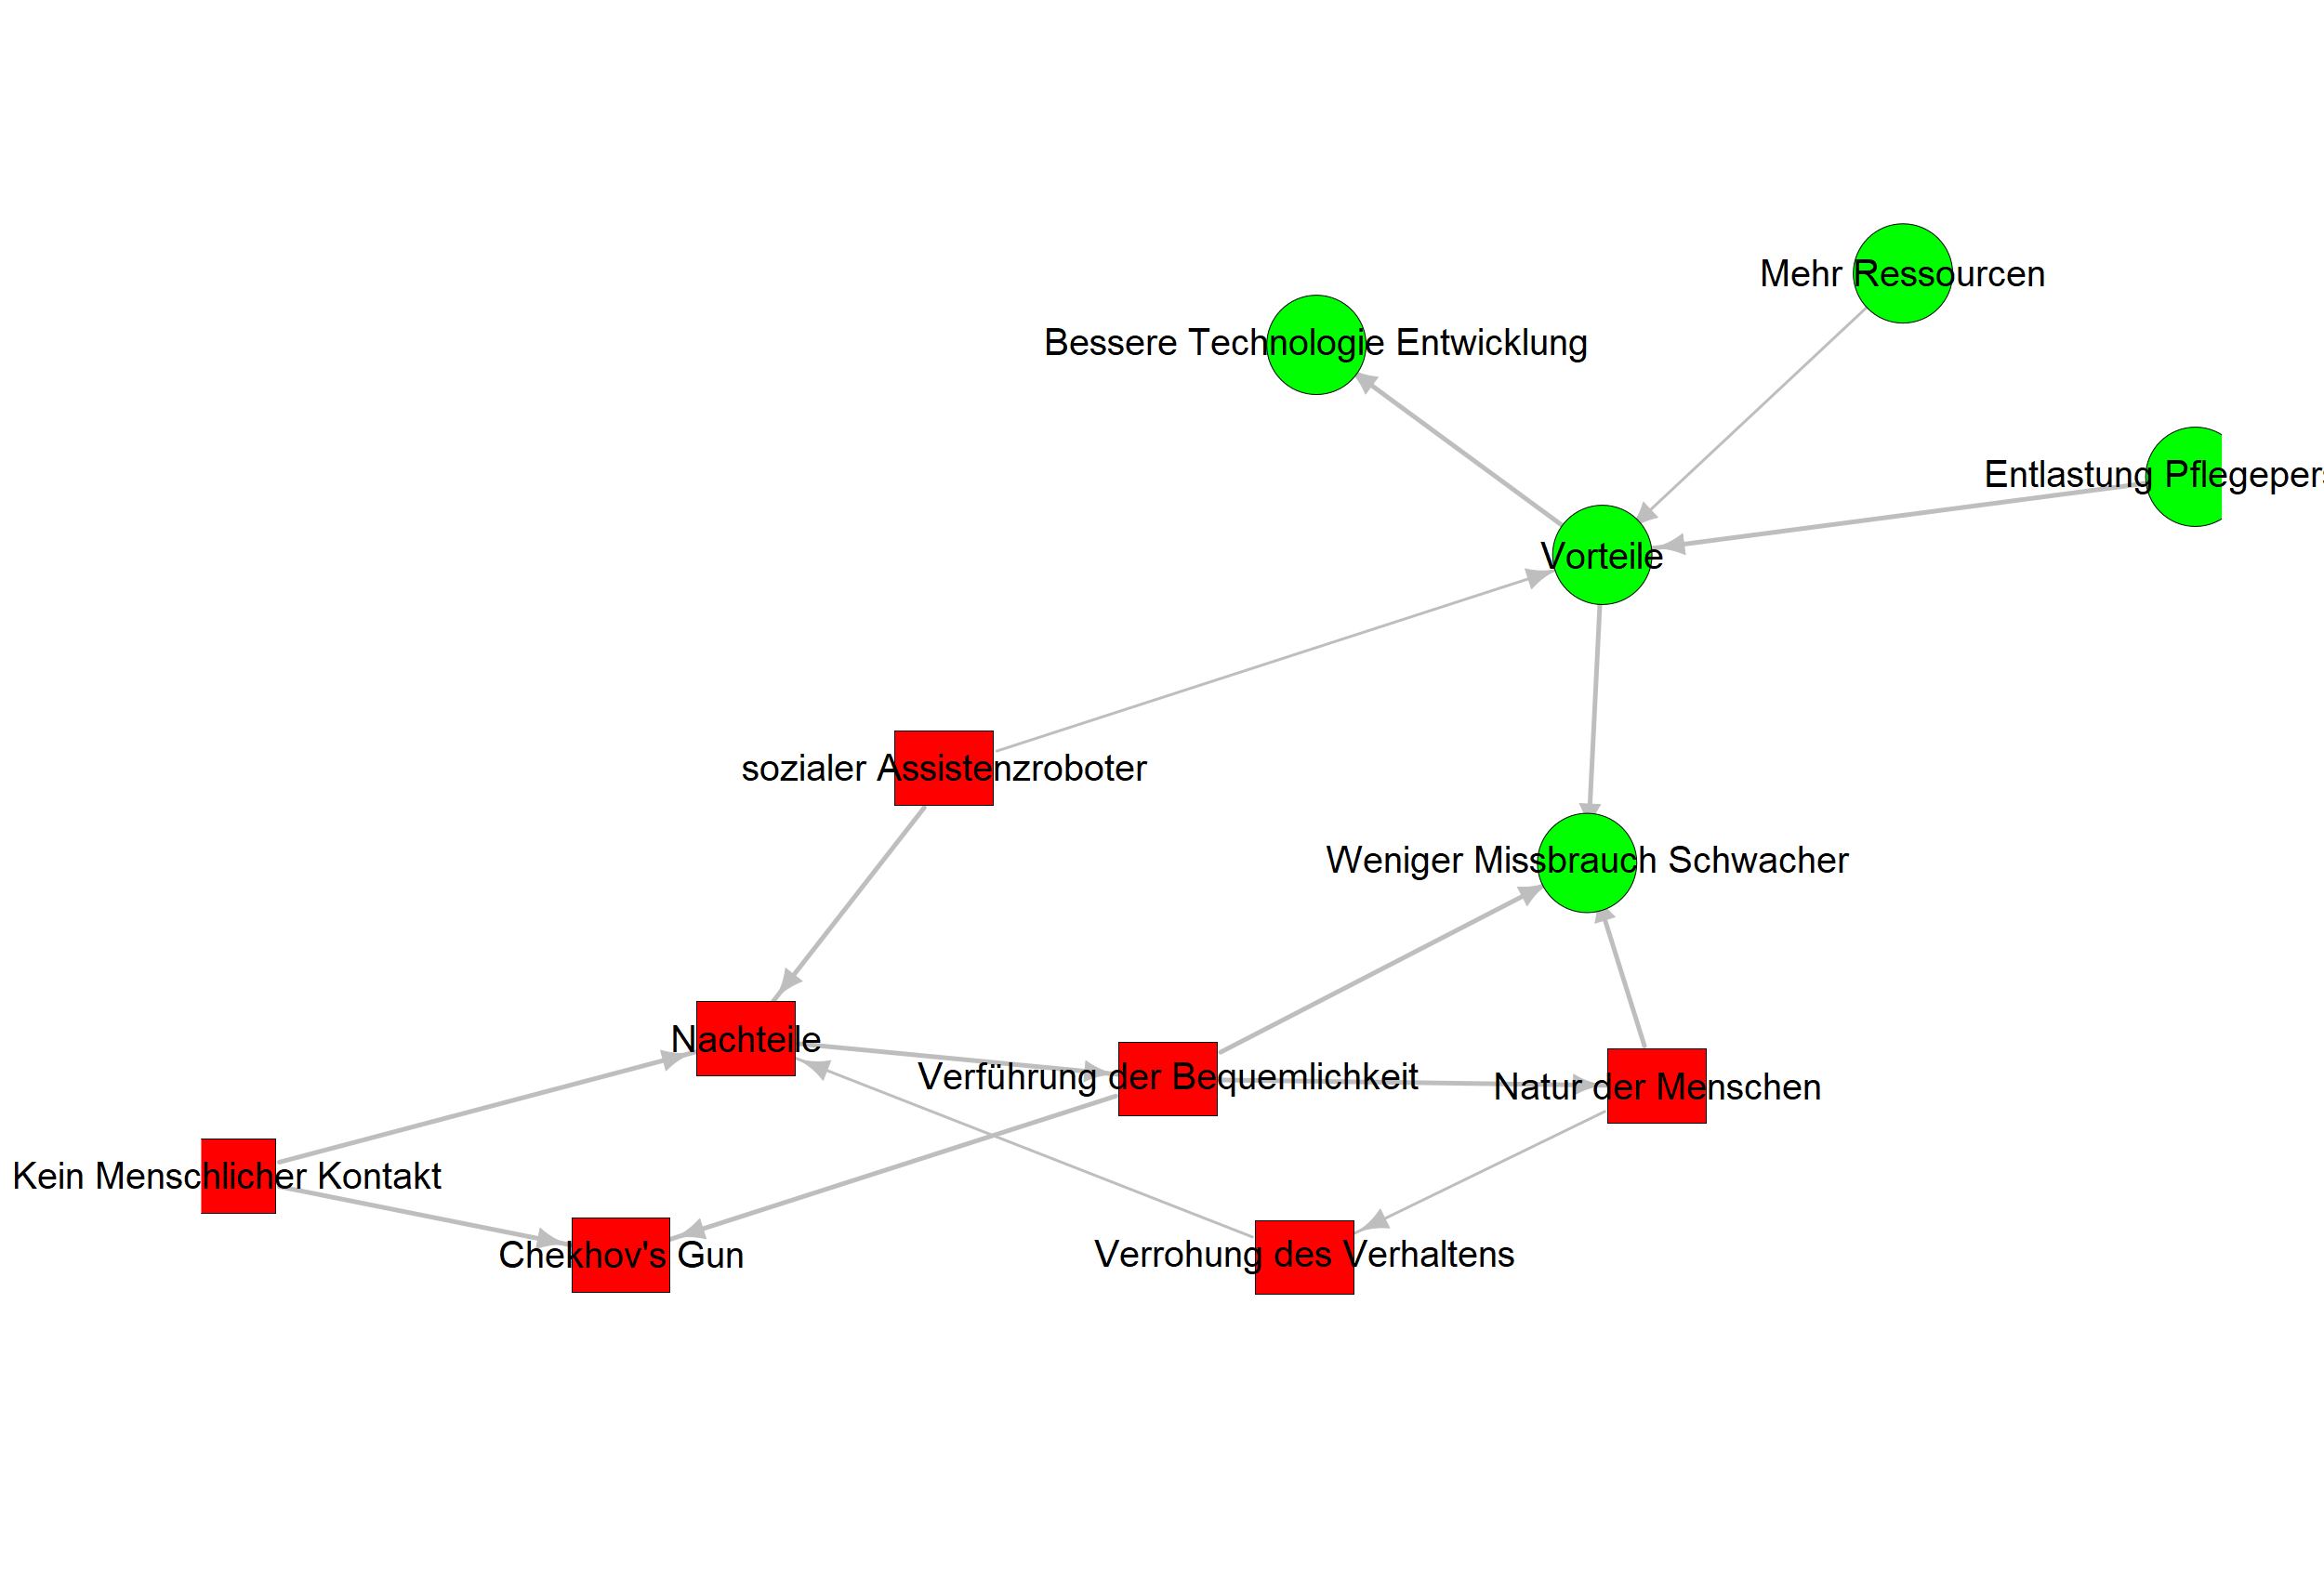 Mehr Ressourcen
Bessere Technologie Entwicklung
Entlastung
Vorteile
sozialer Assistenzroboter
Weniger Missbrauch Schwacher
Nachteile
Verführung der Bequemlichkeit
Natur der Menschen
Kein Menschlicher Kontakt
Chekhov's Gun
Verrohung des Verhaltens